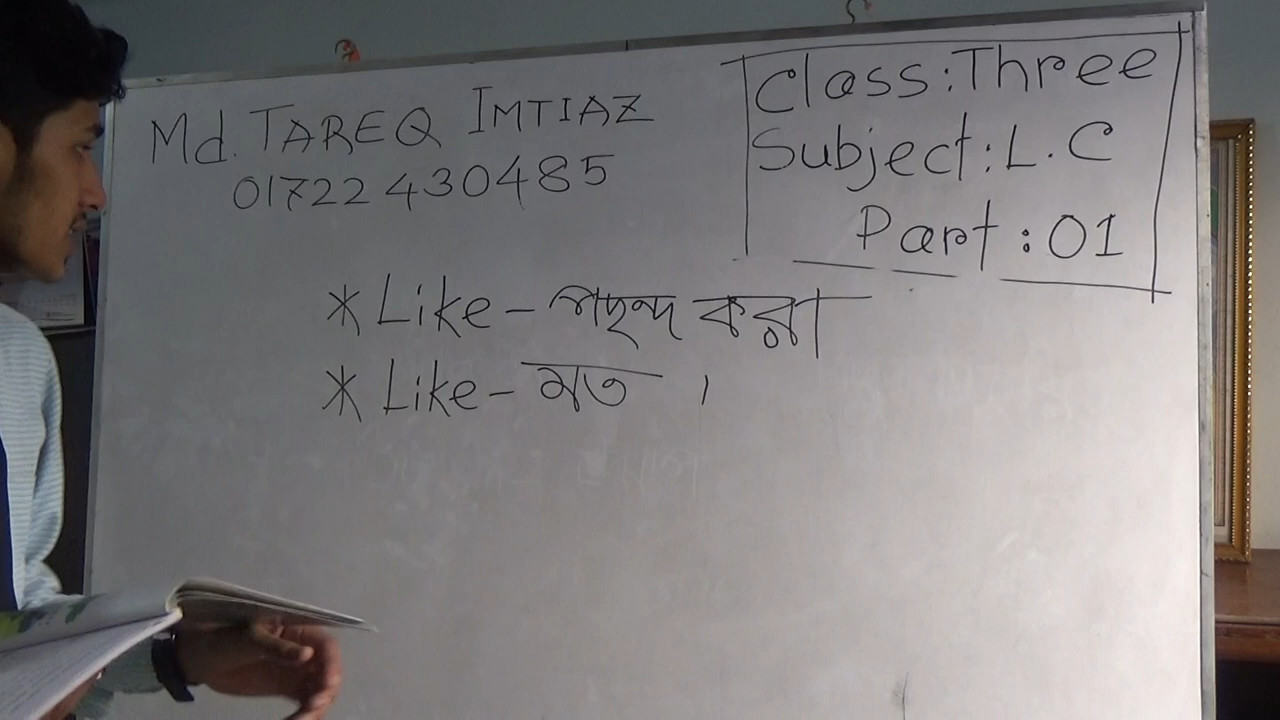 Md. TAREQ IMTIAZ
01722430485
Class: Three
Subject: L.C
Part: 01
* Like - পছন্দ করা
* Like - মত ।